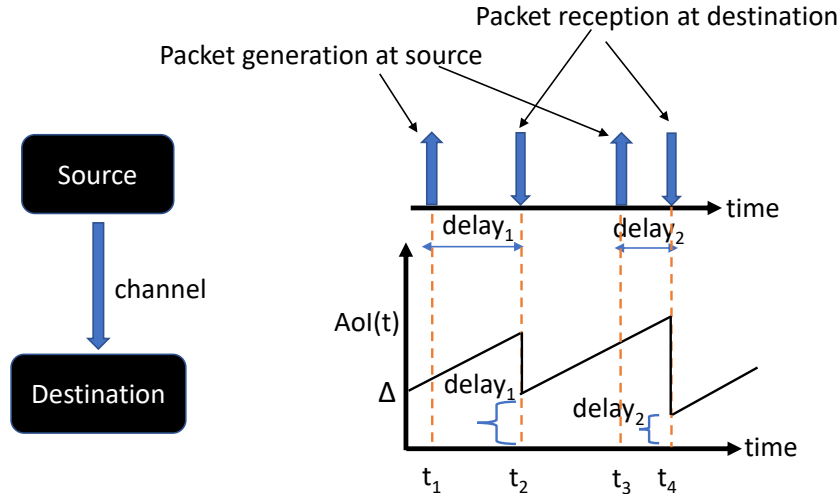 Packet reception at destination
Packet generation at source
Source
channel
Destination
time
delay₁
delay₂
AoI(t)
Δ
delay₁
delay₂
time
t₁
t₂
t₃
t₄